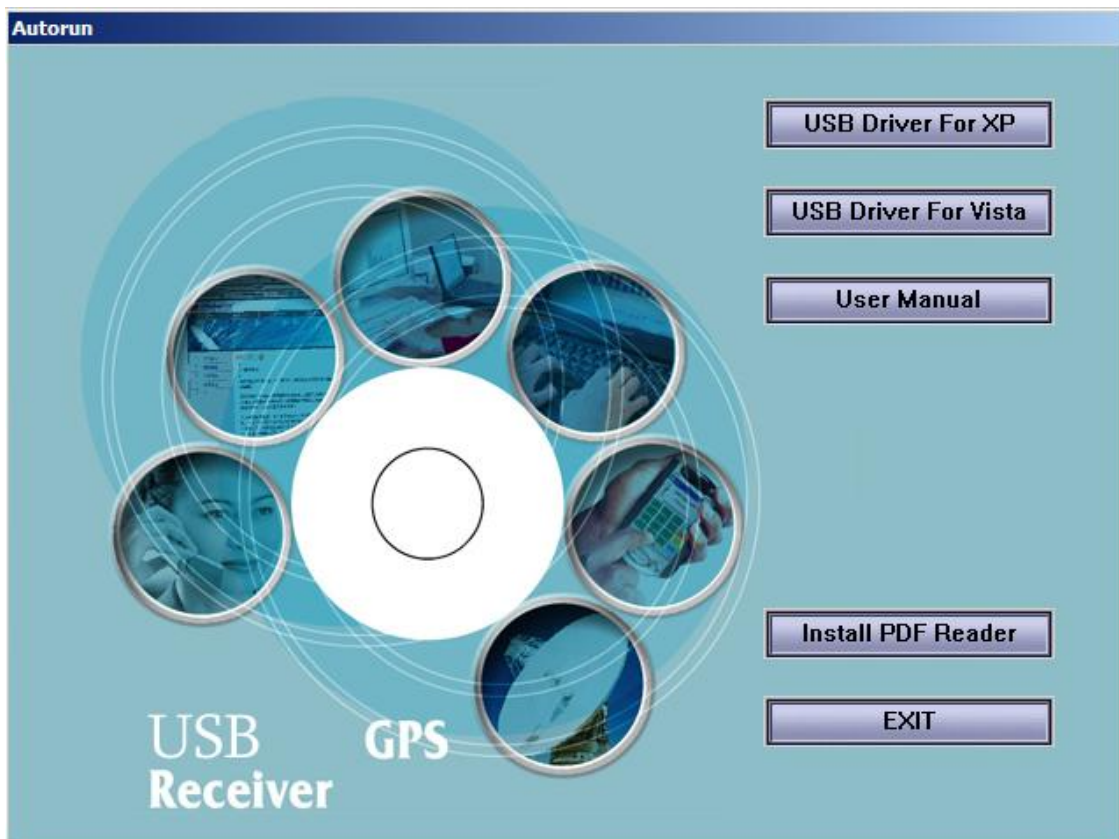 Autorun
USB Driver For XP
USB Driver For Vista
User Manual
Install PDF Reader
EXIT
USB GPS
Receiver